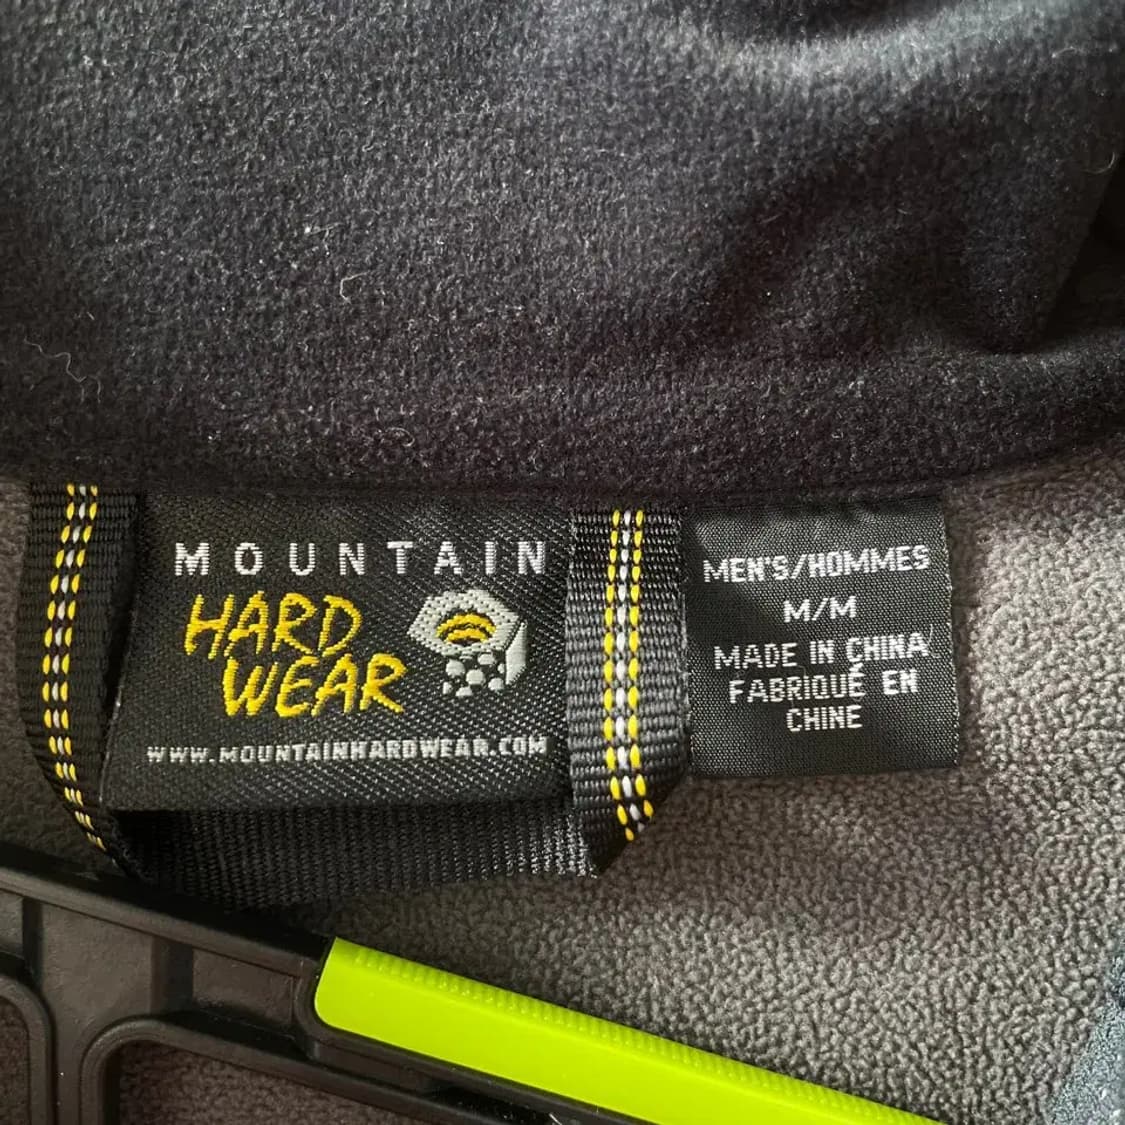 MOUNTAIN
HARD
WEAR
WWW.MOUNTAINHARDWEAR.COM
MEN'S/HOMMES
M/M
MADE IN CHINA
FABRIQUÉ EN
CHINE